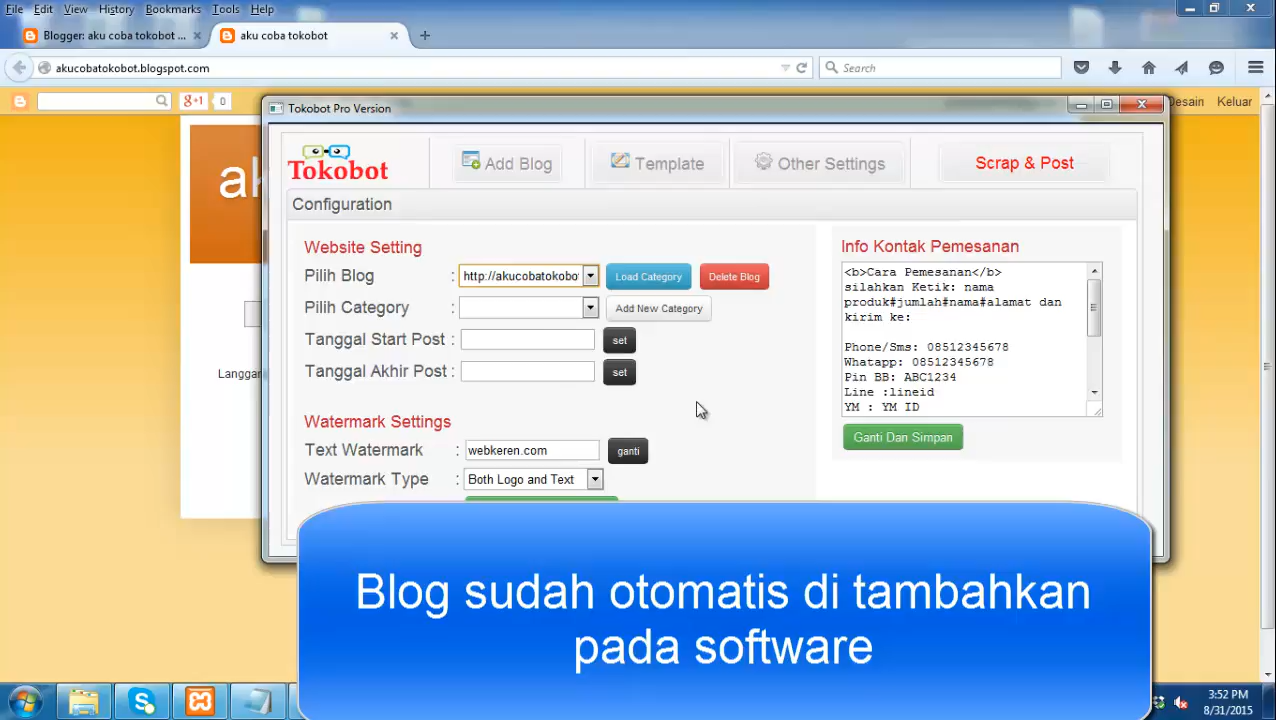 File Edit View History Bookmarks Tools Help
Blogger: aku coba tokobot ...
aku coba tokobot
akucobatokobot.blogspot.com
Search
g+1 0
Desain Keluar
Tokobot Pro Version
Tokobot
Add Blog
Template
Other Settings
Scrap & Post
Configuration
Website Setting
Pilih Blog : http://akucobatokobo Load Category Delete Blog
Pilih Category : Add New Category
Tanggal Start Post : set
Tanggal Akhir Post : set
Watermark Settings
Text Watermark : webkeren.com ganti
Watermark Type : Both Logo and Text
Info Kontak Pemesanan
<b>Cara Pemesanan</b>
silahkan Ketik: nama
produk#jumlah#nama#alamat dan
kirim ke:
Phone/Sms: 08512345678
Whatapp: 08512345678
Pin BB: ABC1234
Line :lineid
YM : YM ID
Ganti Dan Simpan
ak
Langgan
Blog sudah otomatis di tambahkan
pada software
3:52 PM
8/31/2015